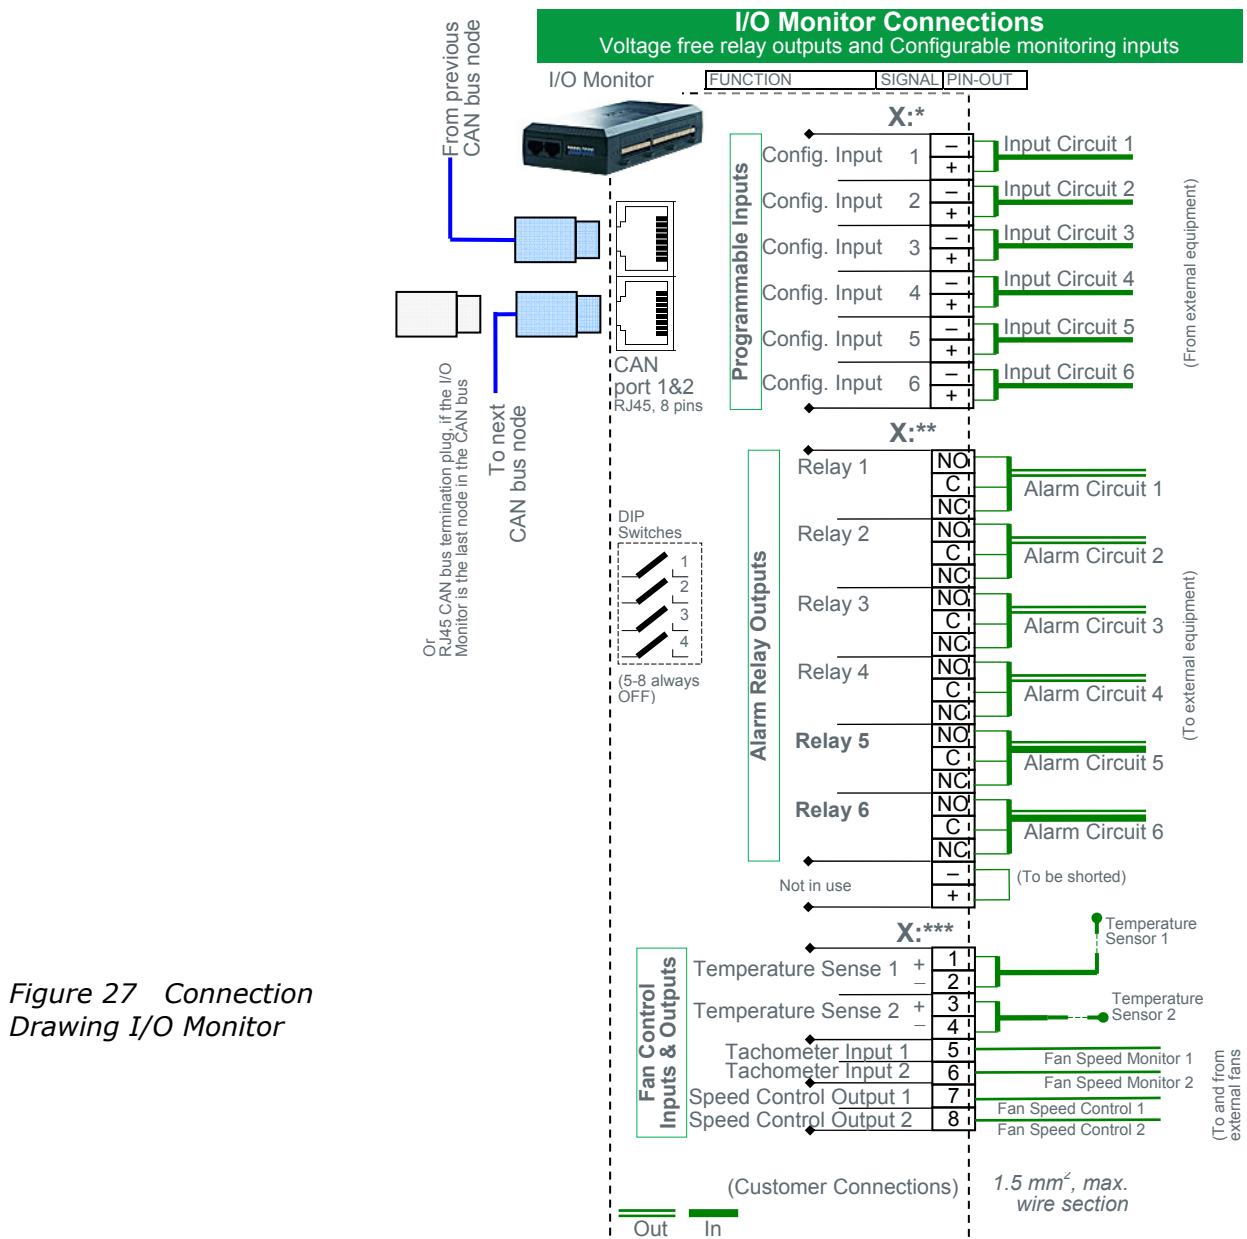 I/O Monitor Connections
Voltage free relay outputs and Configurable monitoring inputs
From previous
CAN bus node
I/O Monitor
FUNCTION
SIGNAL
PIN-OUT
X:*
Programmable Inputs
Config. Input 1
–
+
Input Circuit 1
Config. Input 2
–
+
Input Circuit 2
Config. Input 3
–
+
Input Circuit 3
Config. Input 4
–
+
Input Circuit 4
Config. Input 5
–
+
Input Circuit 5
Config. Input 6
–
+
Input Circuit 6
(From external equipment)
CAN
port 1&2
RJ45, 8 pins
To next
CAN bus node
Or
RJ45 CAN bus termination plug, if the I/O
Monitor is the last node in the CAN bus
DIP
Switches
1
2
3
4
(5-8 always
OFF)
X:**
Alarm Relay Outputs
Relay 1
NO
C
NC
Alarm Circuit 1
Relay 2
NO
C
NC
Alarm Circuit 2
Relay 3
NO
C
NC
Alarm Circuit 3
Relay 4
NO
C
NC
Alarm Circuit 4
Relay 5
NO
C
NC
Alarm Circuit 5
Relay 6
NO
C
NC
Alarm Circuit 6
(To external equipment)
Not in use
–
+
(To be shorted)
X:***
Fan Control
Inputs & Outputs
Temperature Sense 1 + 1
– 2
Temperature
Sensor 1
Temperature Sense 2 + 3
– 4
Temperature
Sensor 2
Tachometer Input 1 5
Fan Speed Monitor 1
Tachometer Input 2 6
Fan Speed Monitor 2
Speed Control Output 1 7
Fan Speed Control 1
Speed Control Output 2 8
Fan Speed Control 2
(To and from
external fans
Figure 27 Connection
Drawing I/O Monitor
(Customer Connections)
1.5 mm², max.
wire section
Out
In